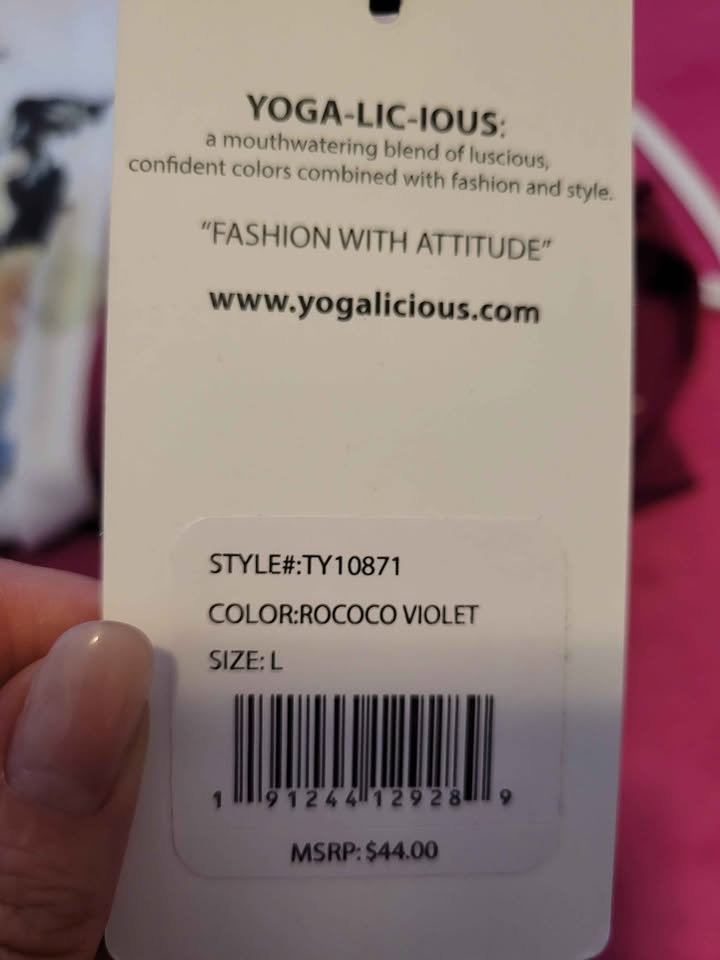 YOGA-LIC-IOUS:
a mouthwatering blend of luscious,
confident colors combined with fashion and style.
"FASHION WITH ATTITUDE"
www.yogalicious.com
STYLE#:TY10871
COLOR:ROCOCO VIOLET
SIZE: L
1 91244 12928 9
MSRP: $44.00